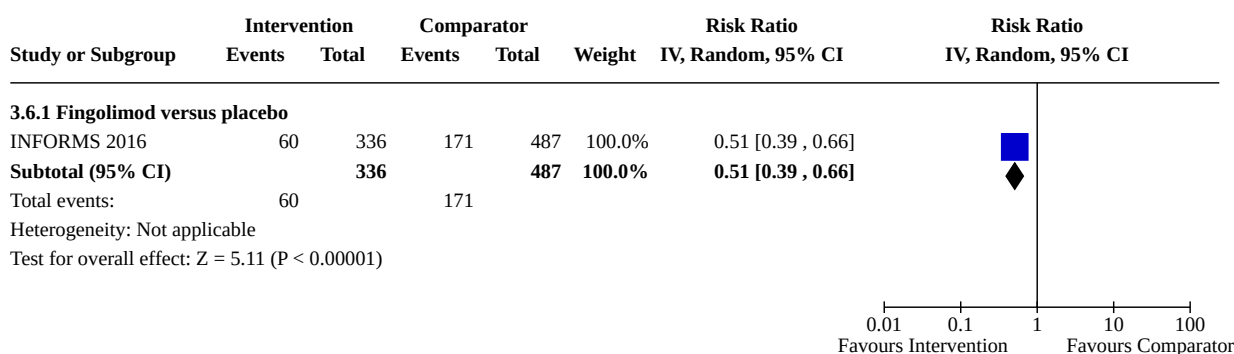 Intervention Comparator Risk Ratio Risk Ratio
Study or Subgroup Events Total Events Total Weight IV, Random, 95% CI IV, Random, 95% CI
3.6.1 Fingolimod versus placebo
INFORMS 2016 60 336 171 487 100.0% 0.51 [0.39 , 0.66]
Subtotal (95% CI) 336 487 100.0% 0.51 [0.39 , 0.66]
Total events: 60 171
Heterogeneity: Not applicable
Test for overall effect: Z = 5.11 (P < 0.00001)
0.01 0.1 1 10 100
Favours Intervention Favours Comparator